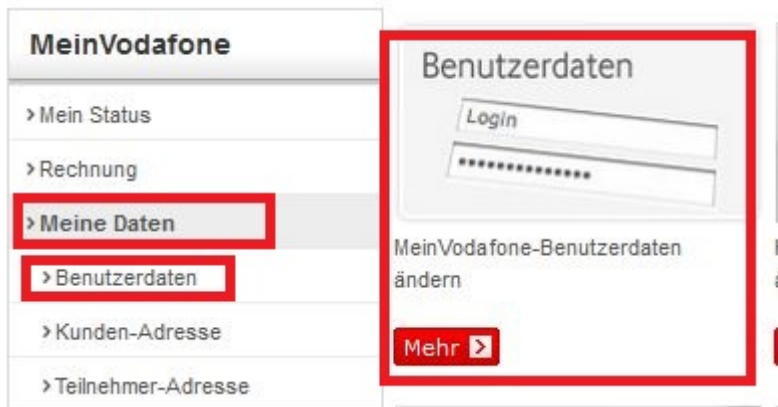 MeinVodafone
Mein Status
Rechnung
Meine Daten
Benutzerdaten
Kunden-Adresse
Teilnehmer-Adresse
Benutzerdaten
Login
••••••••••••••
MeinVodafone-Benutzerdaten
ändern
Mehr